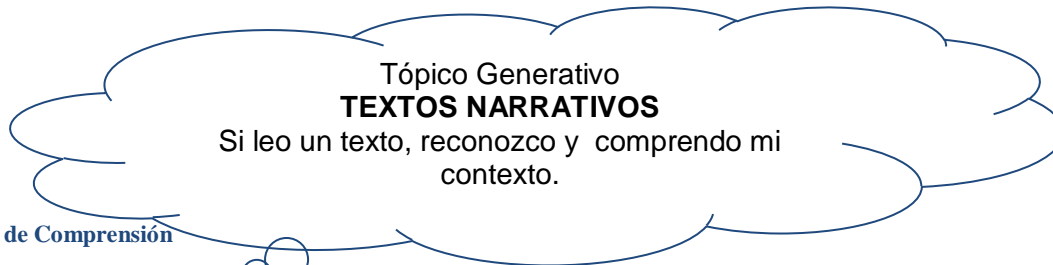 Tópico Generativo
TEXTOS NARRATIVOS
Si leo un texto, reconozco y comprendo mi
contexto.
de Comprensión